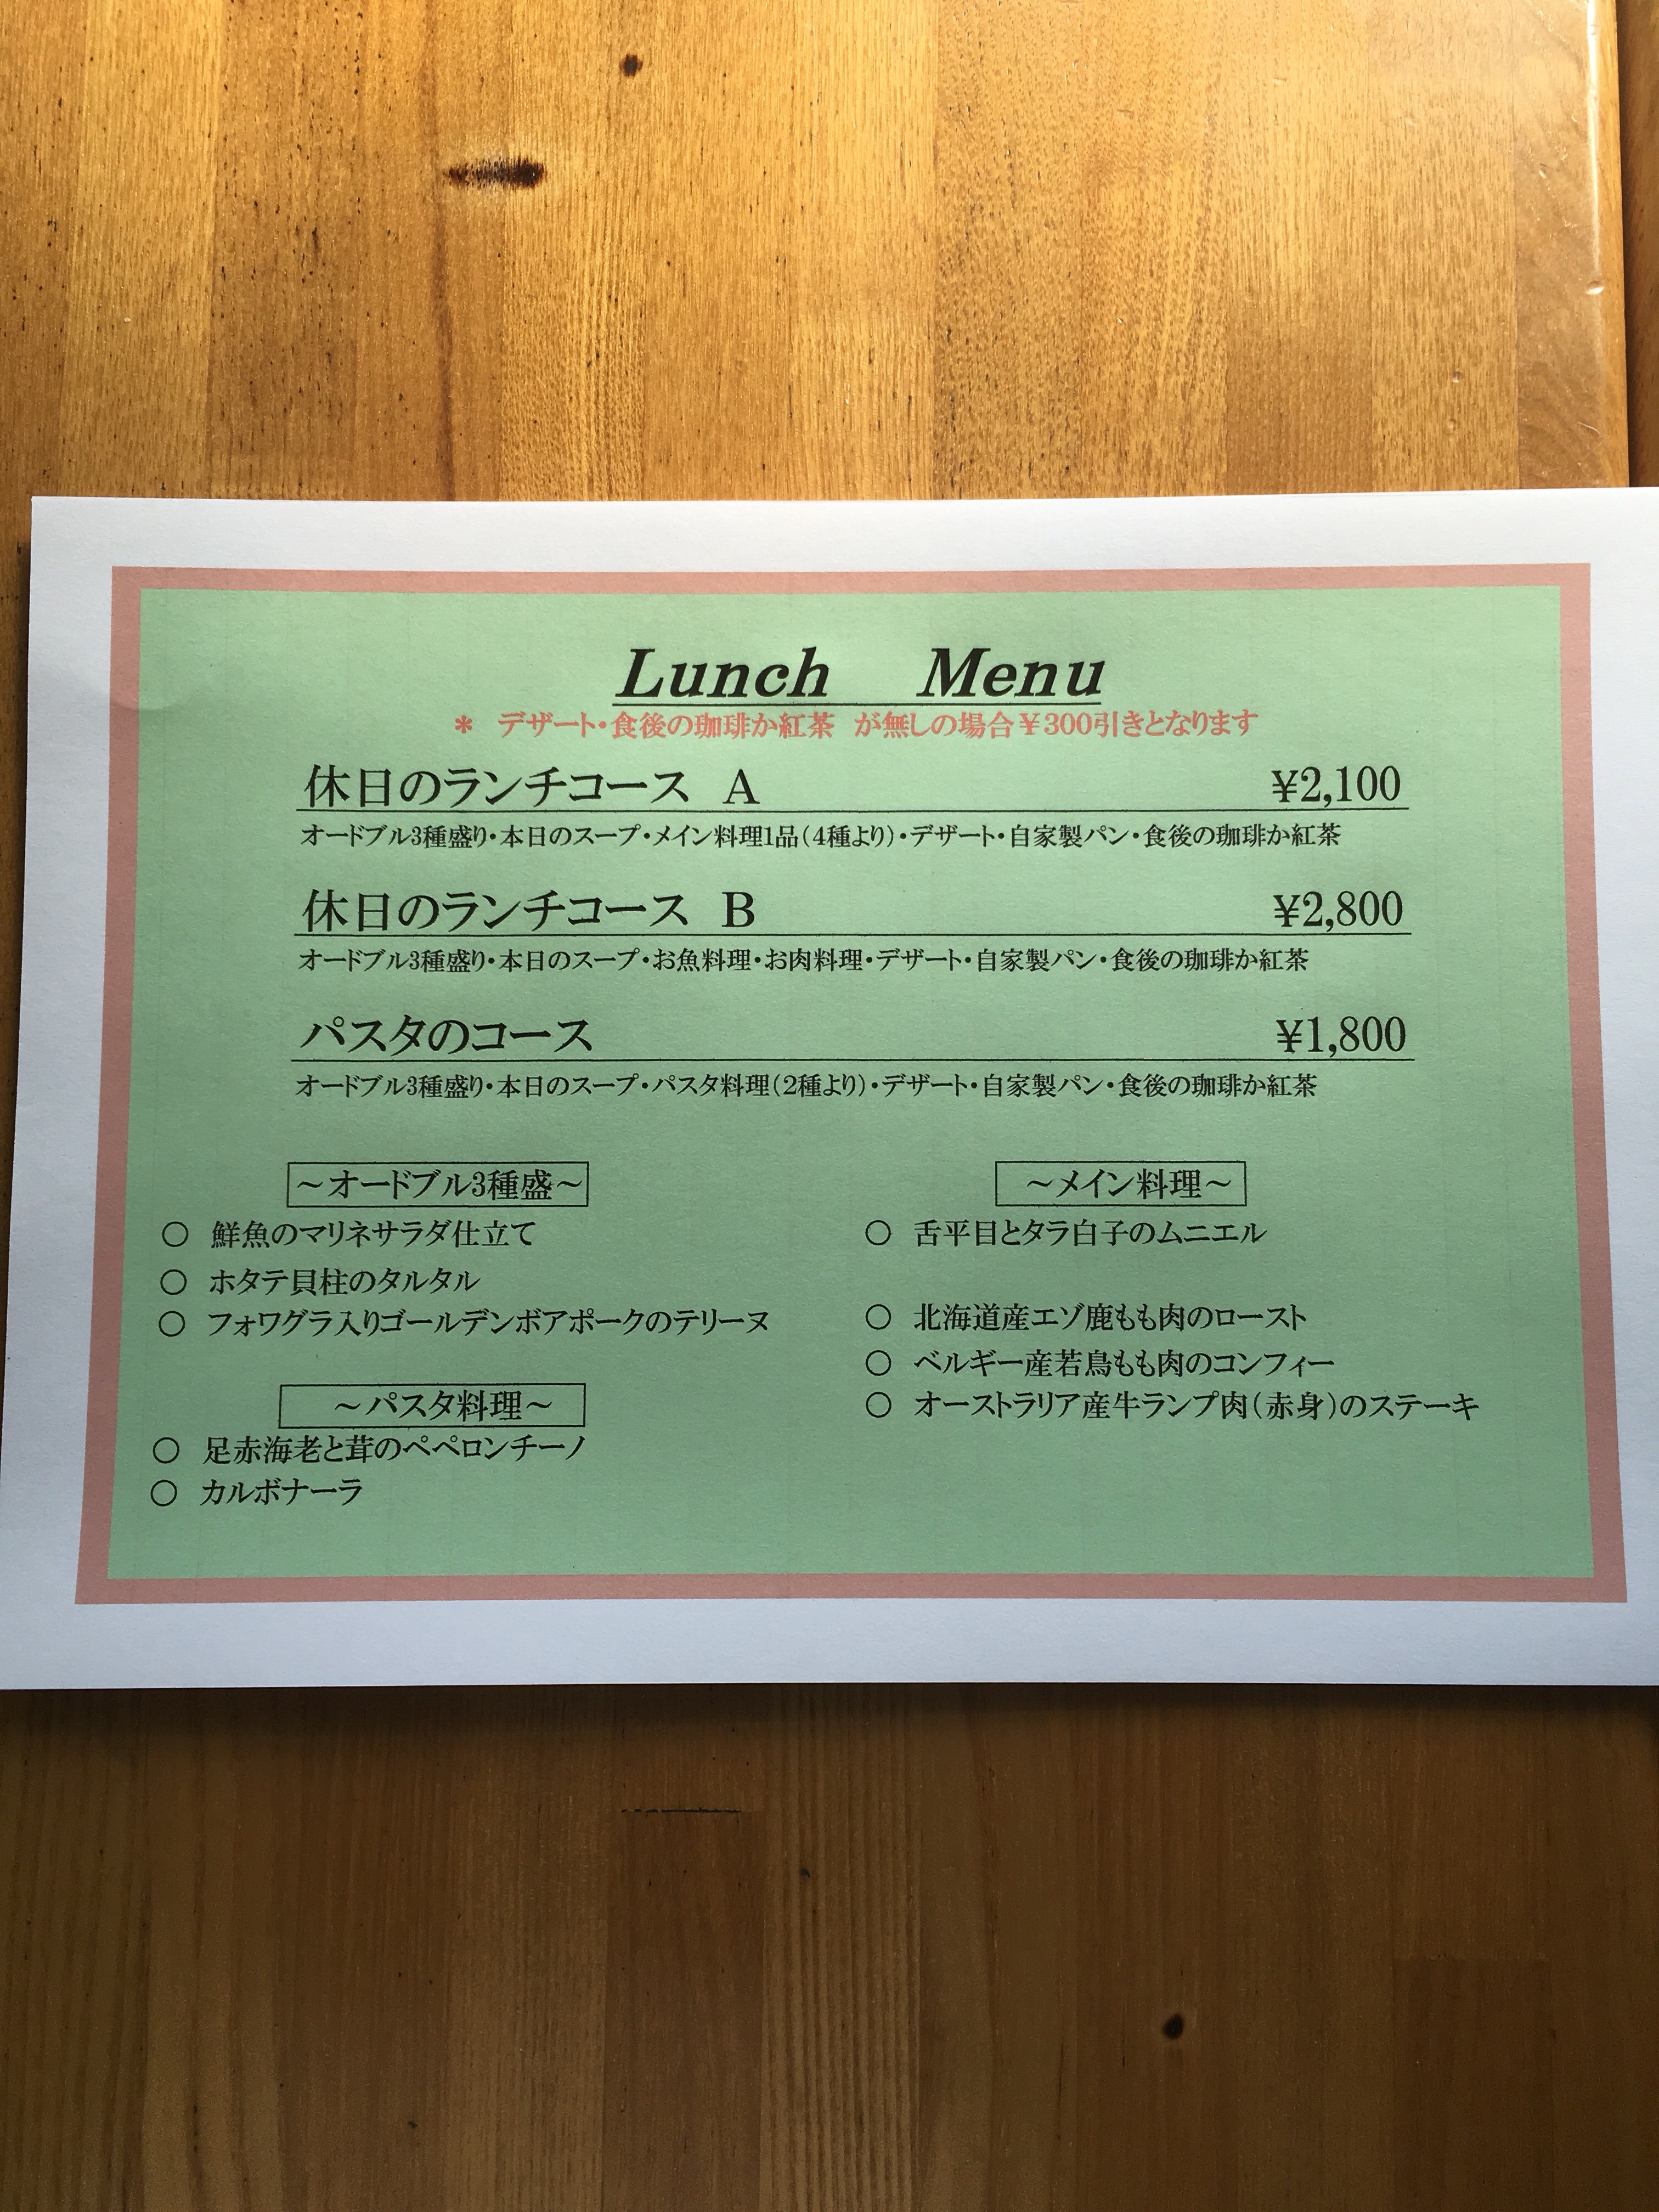 Lunch Menu
* デザート・食後の珈琲か紅茶 が無しの場合￥300引きとなります
休日のランチコース A ¥2,100
オードブル3種盛り・本日のスープ・メイン料理1品(4種より)・デザート・自家製パン・食後の珈琲か紅茶
休日のランチコース B ¥2,800
オードブル3種盛り・本日のスープ・お魚料理・お肉料理・デザート・自家製パン・食後の珈琲か紅茶
パスタのコース ¥1,800
オードブル3種盛り・本日のスープ・パスタ料理(2種より)・デザート・自家製パン・食後の珈琲か紅茶
～オードブル3種盛～
○ 鮮魚のマリネサラダ仕立て
○ ホタテ貝柱のタルタル
○ フォワグラ入りゴールデンボアポークのテリーヌ
～パスタ料理～
○ 足赤海老と茸のペペロンチーノ
○ カルボナーラ
～メイン料理～
○ 舌平目とタラ白子のムニエル
○ 北海道産エゾ鹿もも肉のロースト
○ ベルギー産若鳥もも肉のコンフィー
○ オーストラリア産牛ランプ肉(赤身)のステーキ